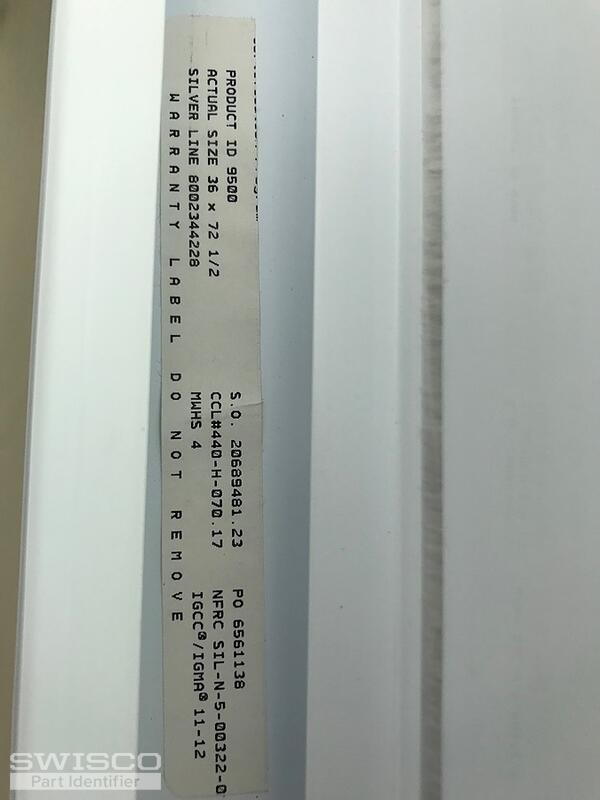 PRODUCT ID 9500 S.O. 20689481.23 PO 6561138
ACTUAL SIZE 36 x 72 1/2 CCL#440-H-070.17 NFRC SIL-N-5-00322-0
SILVER LINE 8002344228 MWHS 4 IGCC®/IGMA® 11-12
WARRANTY LABEL DO NOT REMOVE
SWISCO
Part Identifier